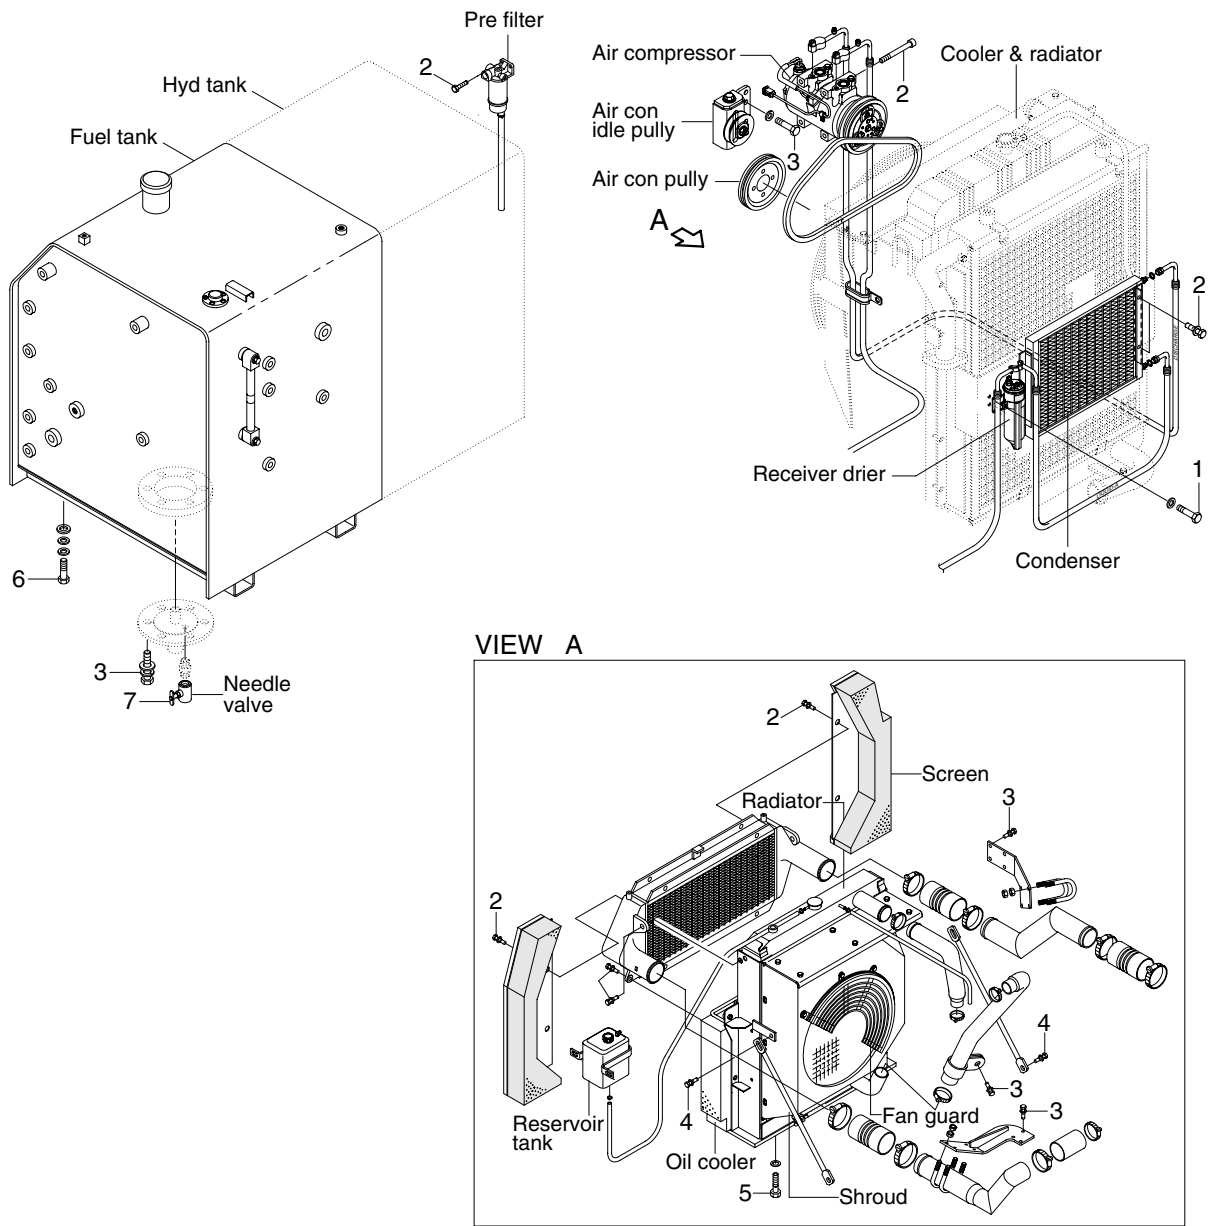 Pre filter
2
Hyd tank
Fuel tank
6
3
7
Needle
valve
Air compressor
Cooler & radiator
2
Air con
idle pully
3
Air con pully
A
2
Receiver drier
1
Condenser
VIEW A
2
Screen
Radiator
3
2
4
3
Reservoir
tank
4
Fan guard
3
Oil cooler
5
Shroud